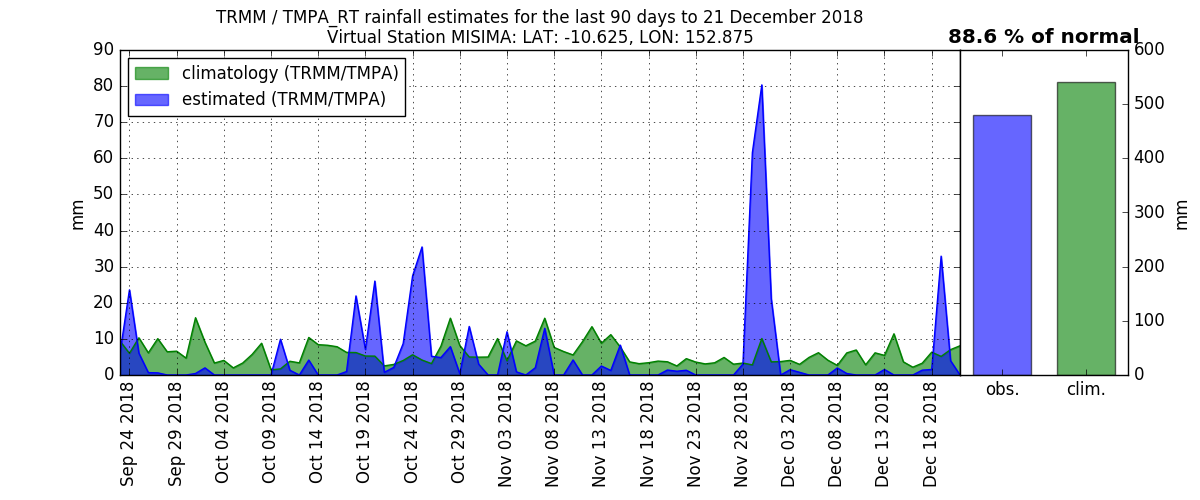 TRMM / TMPA_RT rainfall estimates for the last 90 days to 21 December 2018
Virtual Station MISIMA: LAT: -10.625, LON: 152.875
88.6 % of normal
climatology (TRMM/TMPA)
estimated (TRMM/TMPA)
90
80
70
60
50
40
30
20
10
0
mm
600
500
400
300
200
100
0
mm
Sep 24 2018
Sep 29 2018
Oct 04 2018
Oct 09 2018
Oct 14 2018
Oct 19 2018
Oct 24 2018
Oct 29 2018
Nov 03 2018
Nov 08 2018
Nov 13 2018
Nov 18 2018
Nov 23 2018
Nov 28 2018
Dec 03 2018
Dec 08 2018
Dec 13 2018
Dec 18 2018
obs.
clim.